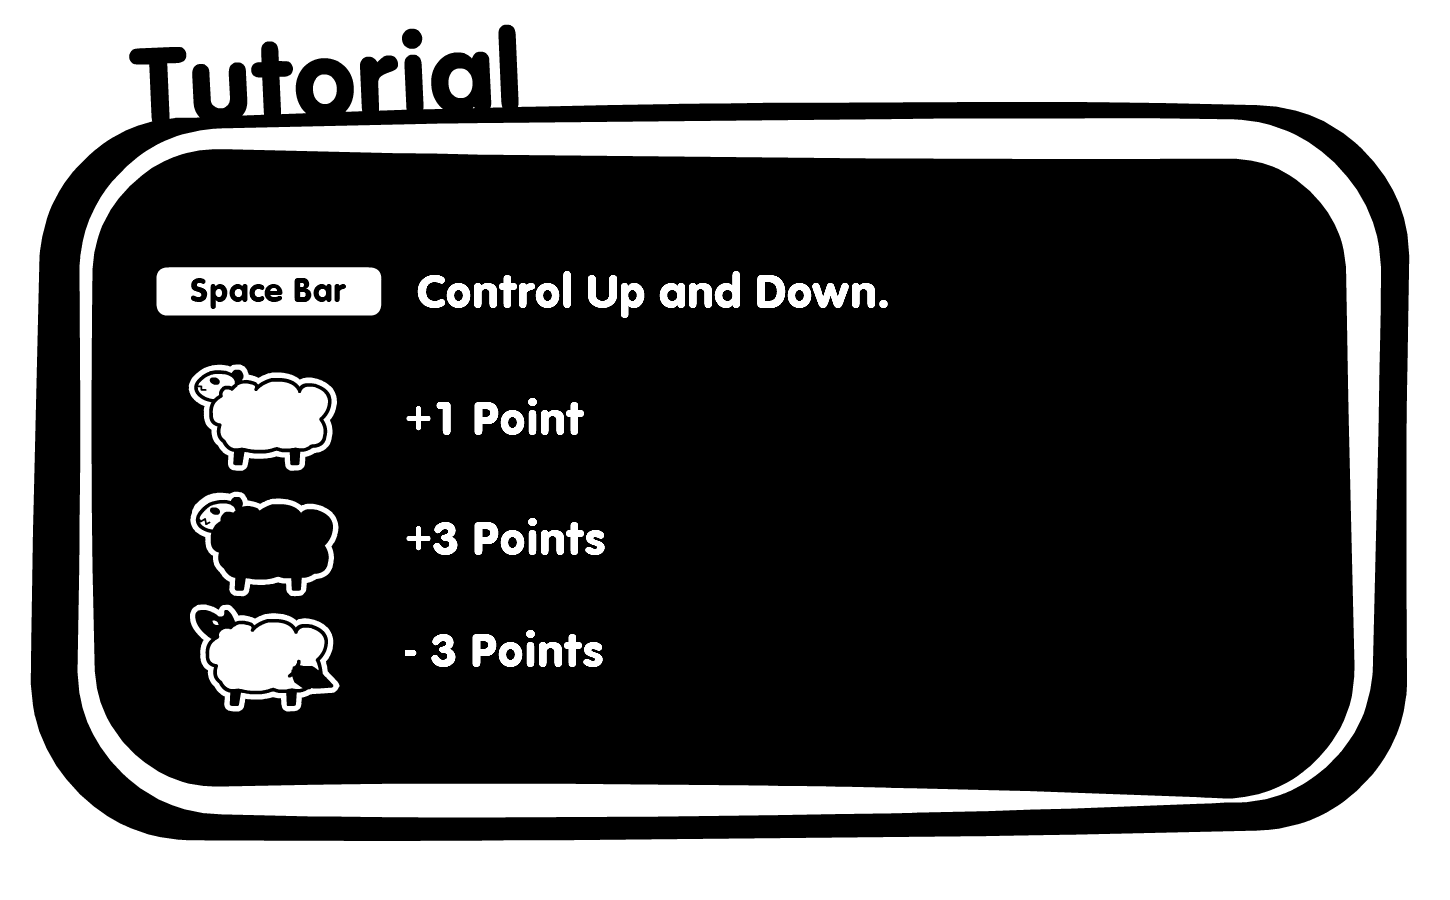 Tutorial
Space Bar Control Up and Down.
+1 Point
+3 Points
- 3 Points